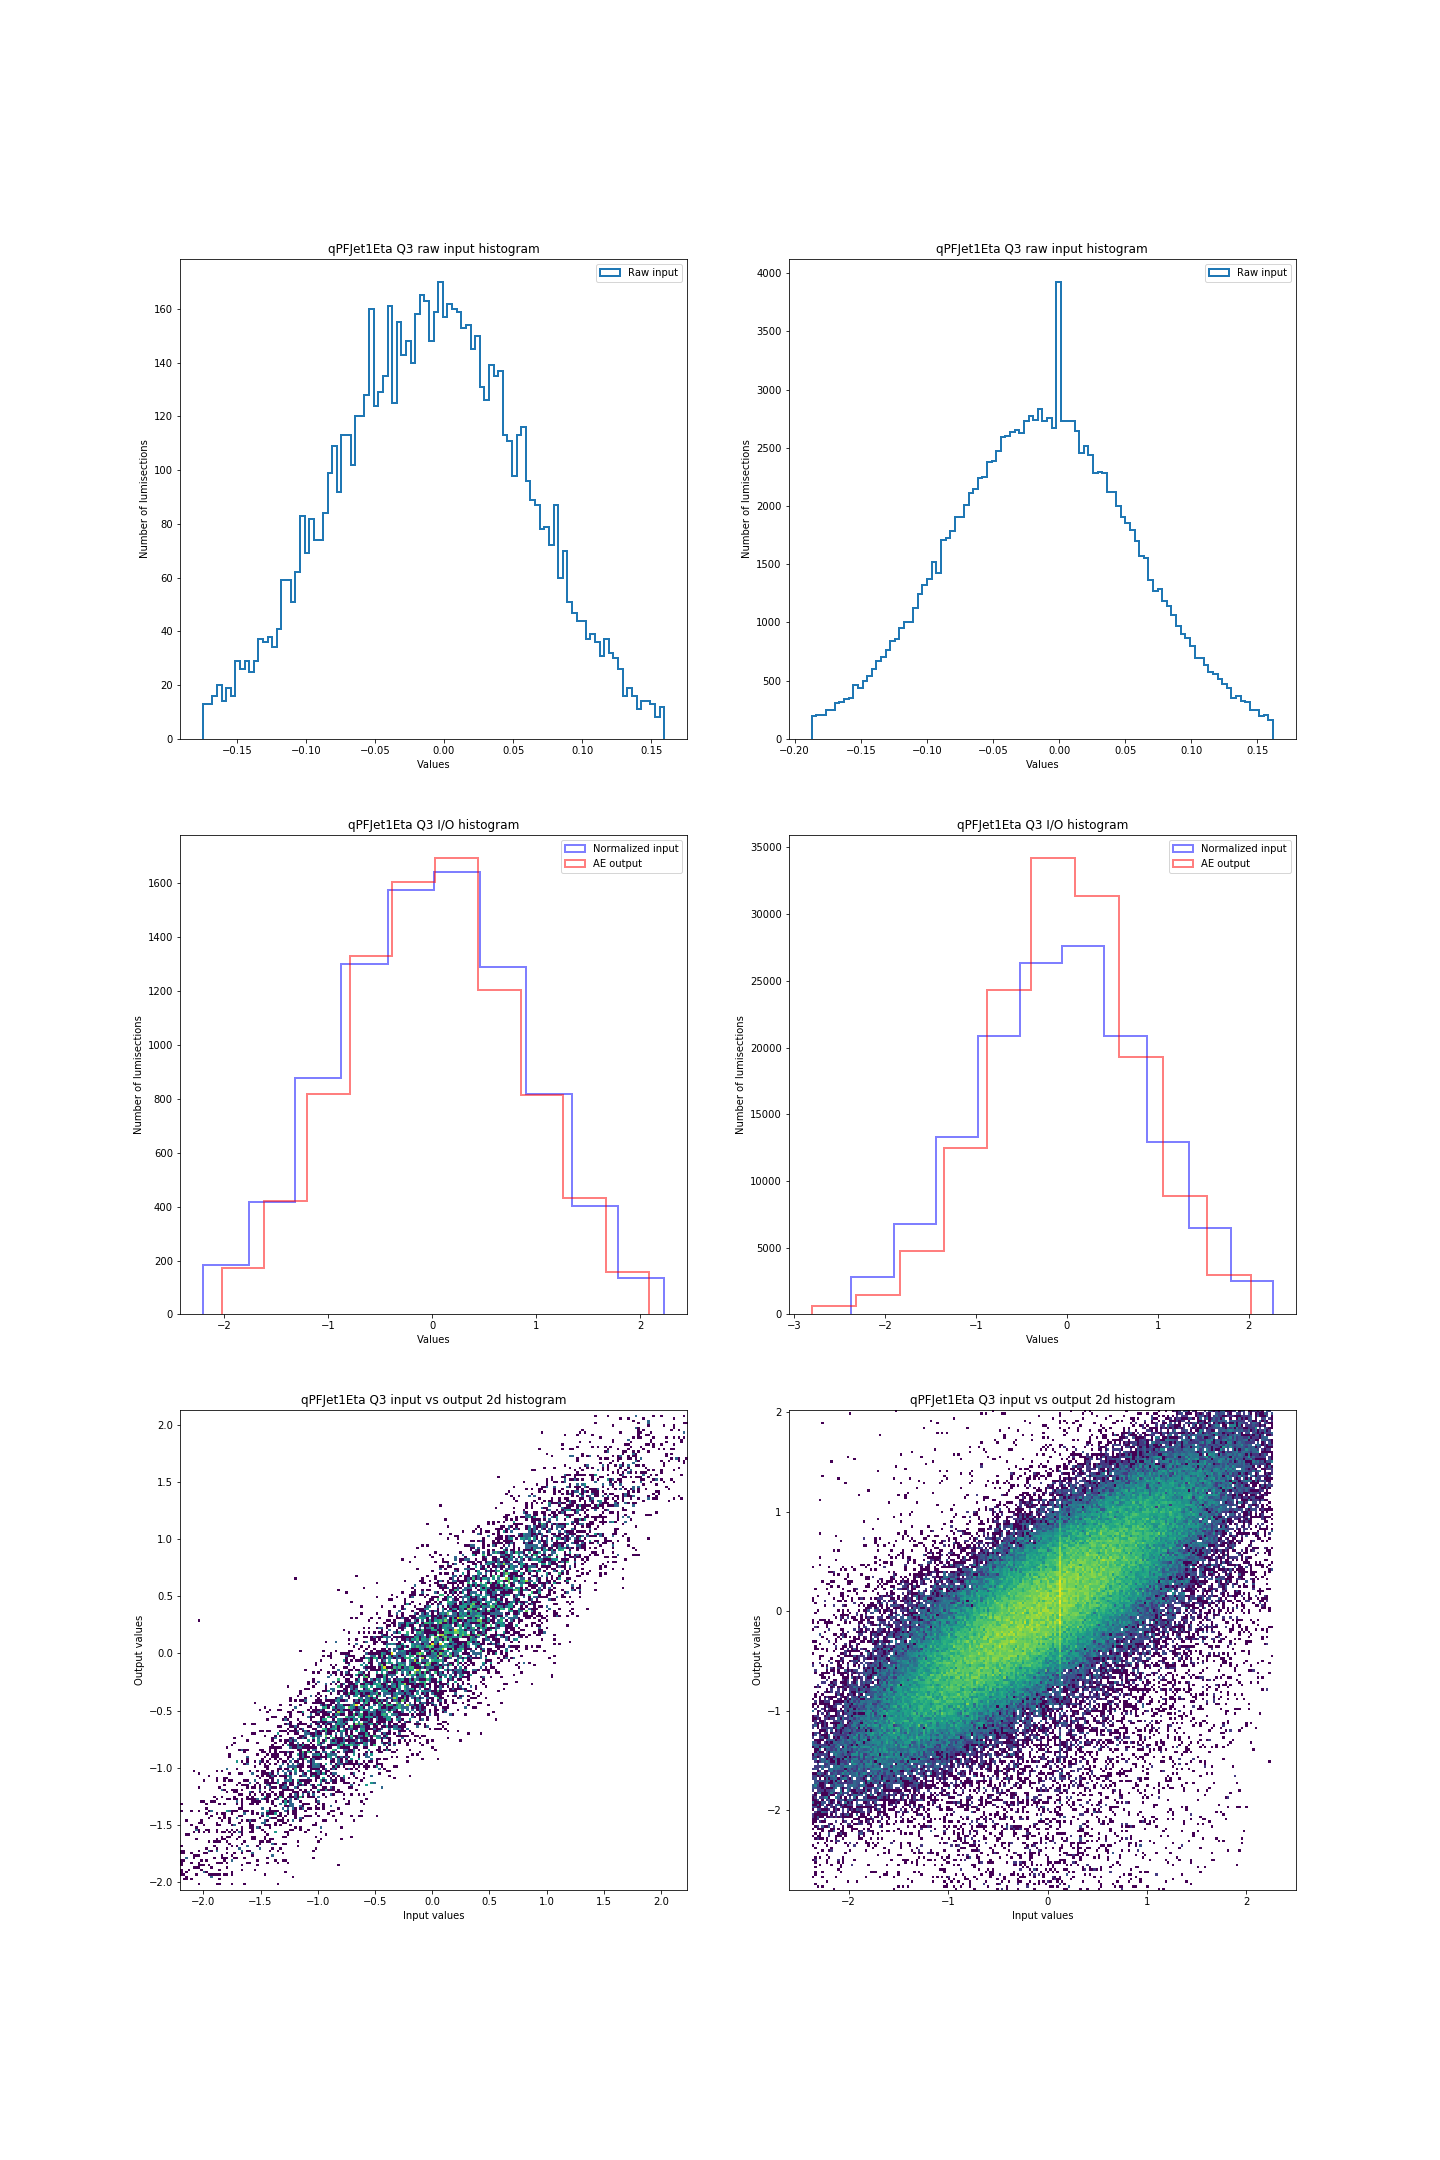 qPFJet1Eta Q3 raw input histogram
Raw input
160
140
120
100
80
60
40
20
0
Number of lumisections
−0.15 −0.10 −0.05 0.00 0.05 0.10 0.15
Values
qPFJet1Eta Q3 raw input histogram
Raw input
4000
3500
3000
2500
2000
1500
1000
500
0
Number of lumisections
−0.20 −0.15 −0.10 −0.05 0.00 0.05 0.10 0.15
Values
qPFJet1Eta Q3 I/O histogram
Normalized input
AE output
1600
1400
1200
1000
800
600
400
200
0
Number of lumisections
−2 −1 0 1 2
Values
qPFJet1Eta Q3 I/O histogram
Normalized input
AE output
35000
30000
25000
20000
15000
10000
5000
0
Number of lumisections
−3 −2 −1 0 1 2
Values
qPFJet1Eta Q3 input vs output 2d histogram
2.0
1.5
1.0
0.5
0.0
−0.5
−1.0
−1.5
−2.0
Output values
−2.0 −1.5 −1.0 −0.5 0.0 0.5 1.0 1.5 2.0
Input values
qPFJet1Eta Q3 input vs output 2d histogram
2
1
0
−1
−2
Output values
−2 −1 0 1 2
Input values